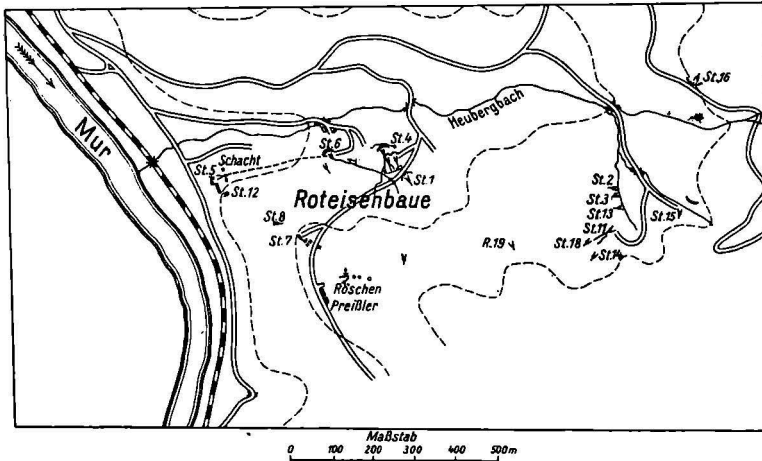 St.16
Mur
Heubergbach
St.6
St.4
Schacht
St.5
St.1
St.12
St.2
Roteisenbaue
St.3
St.13
St.15
St.8
St.11
St.7
St.18
R.19
St.14
Röschen
Preißler
Maßstab
0 100 200 300 400 500m